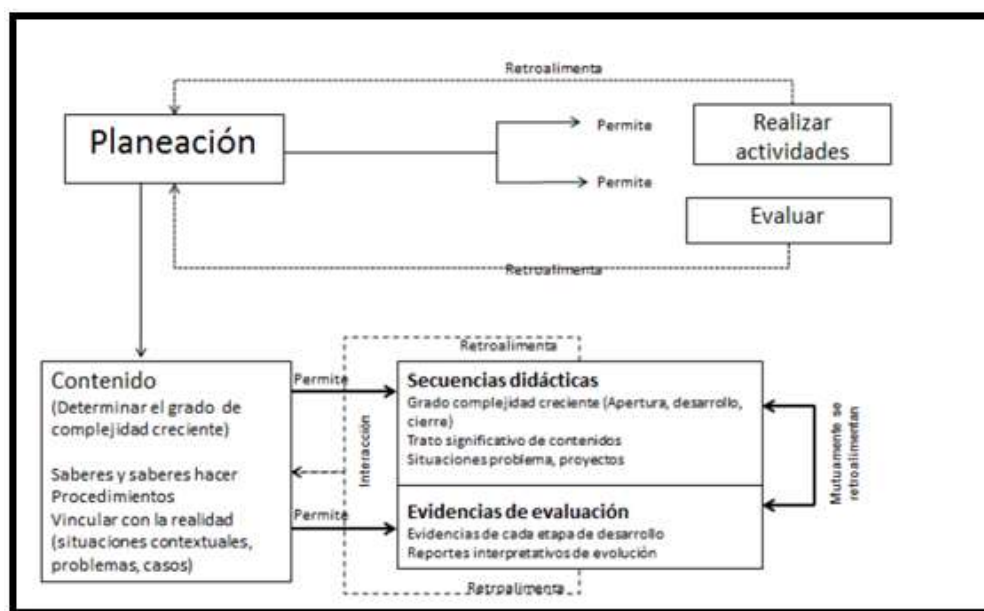 Retroalimenta
Planeación
Permite
Realizar
actividades
Permite
Evaluar
Retroalimenta
Retroalimenta
Contenido
(Determinar el grado de
complejidad creciente)
Saberes y saberes hacer
Procedimientos
Vincular con la realidad
(situaciones contextuales,
problemas, casos)
Permite
Permite
Interacción
Secuencias didácticas
Grado complejidad creciente (Apertura, desarrollo,
cierre)
Trato significativo de contenidos
Situaciones problema, proyectos
Evidencias de evaluación
Evidencias de cada etapa de desarrollo
Reportes interpretativos de evolución
Mutuamente se
retroalimentan
Retroalimenta